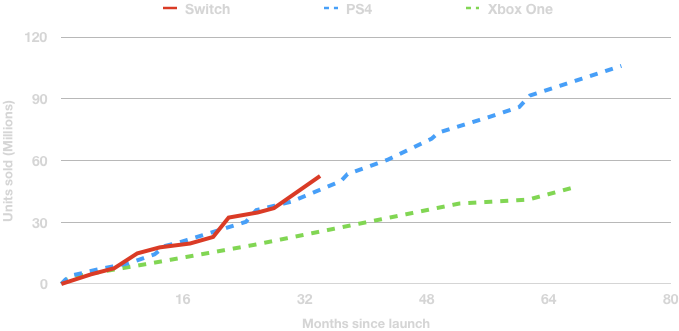 Switch PS4 Xbox One
120
90
60
30
0
Units sold (Millions)
16 32 48 64 80
Months since launch